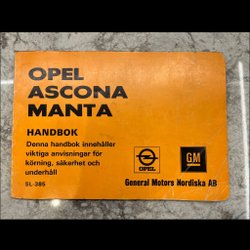 OPEL
ASCONA
MANTA
HANDBOK
Denna handbok innehåller
viktiga anvisningar för
körning, säkerhet och
underhåll
SL-385
OPEL
GM
General Motors Nordiska AB